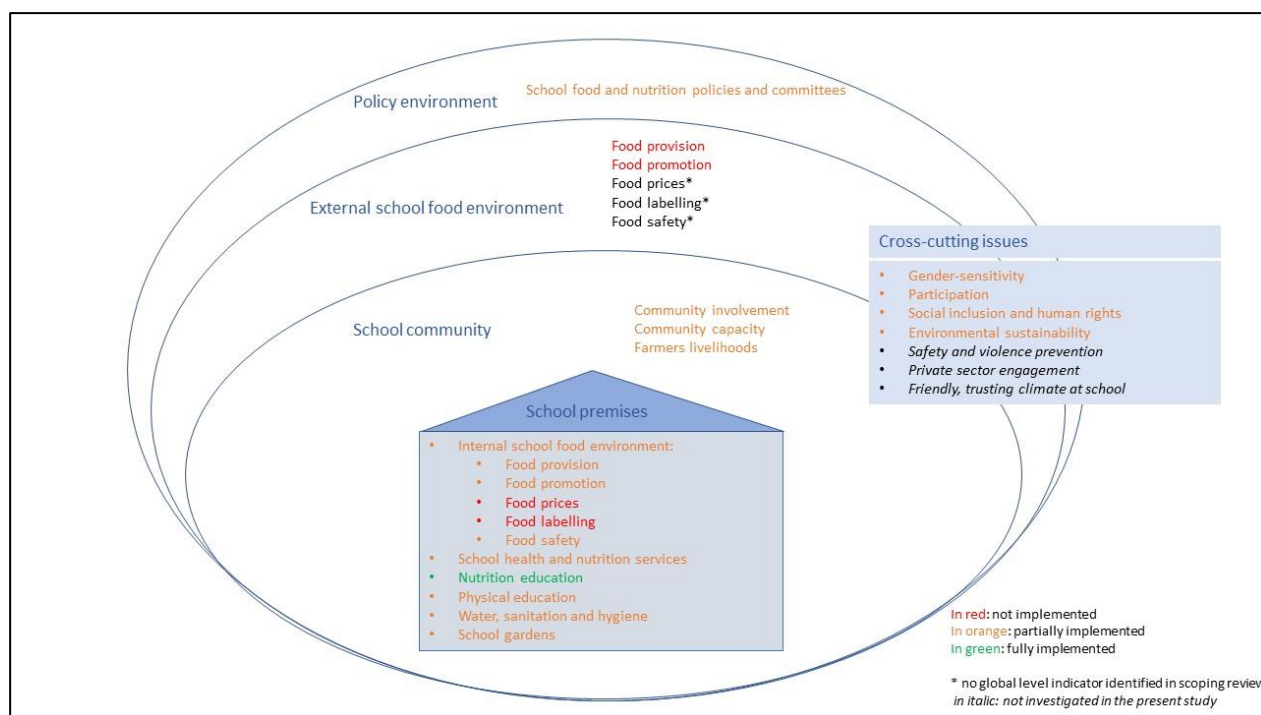 Policy environment
School food and nutrition policies and committees
External school food environment
Food provision
Food promotion
Food prices*
Food labelling*
Food safety*
Cross-cutting issues
• Gender-sensitivity
• Participation
• Social inclusion and human rights
• Environmental sustainability
• Safety and violence prevention
• Private sector engagement
• Friendly, trusting climate at school
School community
Community involvement
Community capacity
Farmers livelihoods
School premises
• Internal school food environment:
• Food provision
• Food promotion
• Food prices
• Food labelling
• Food safety
• School health and nutrition services
• Nutrition education
• Physical education
• Water, sanitation and hygiene
• School gardens
In red: not implemented
In orange: partially implemented
In green: fully implemented
* no global level indicator identified in scoping review
in italic: not investigated in the present study